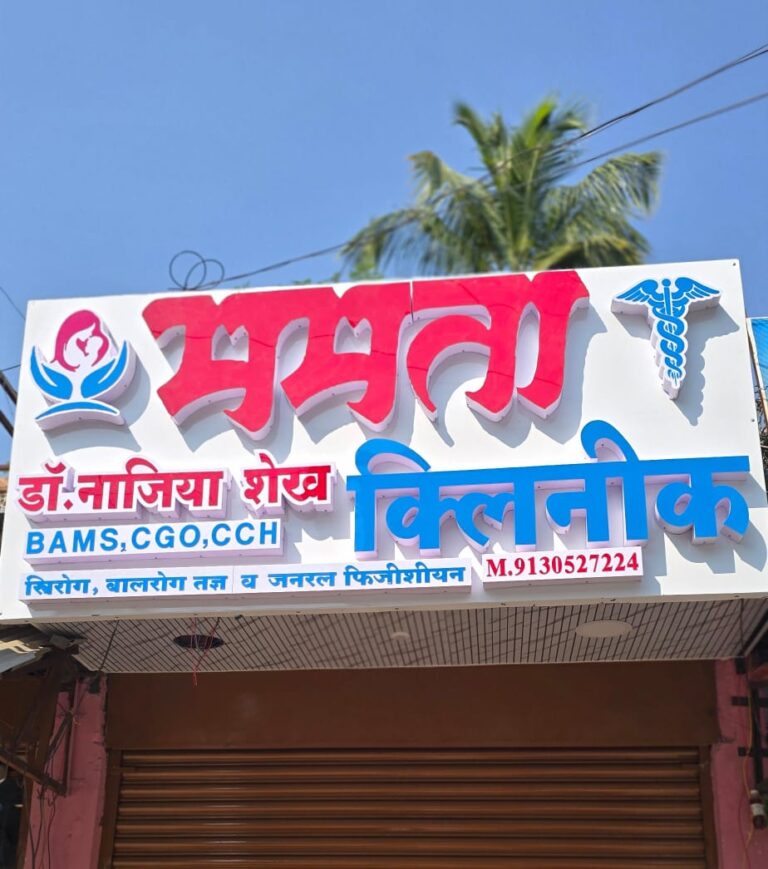 ममता
क्लिनीक
डॉ.नाजिया शेख
BAMS,CGO,CCH
स्त्रिरोग, बालरोग तज्ञ व जनरल फिजीशीयन
M.9130527224